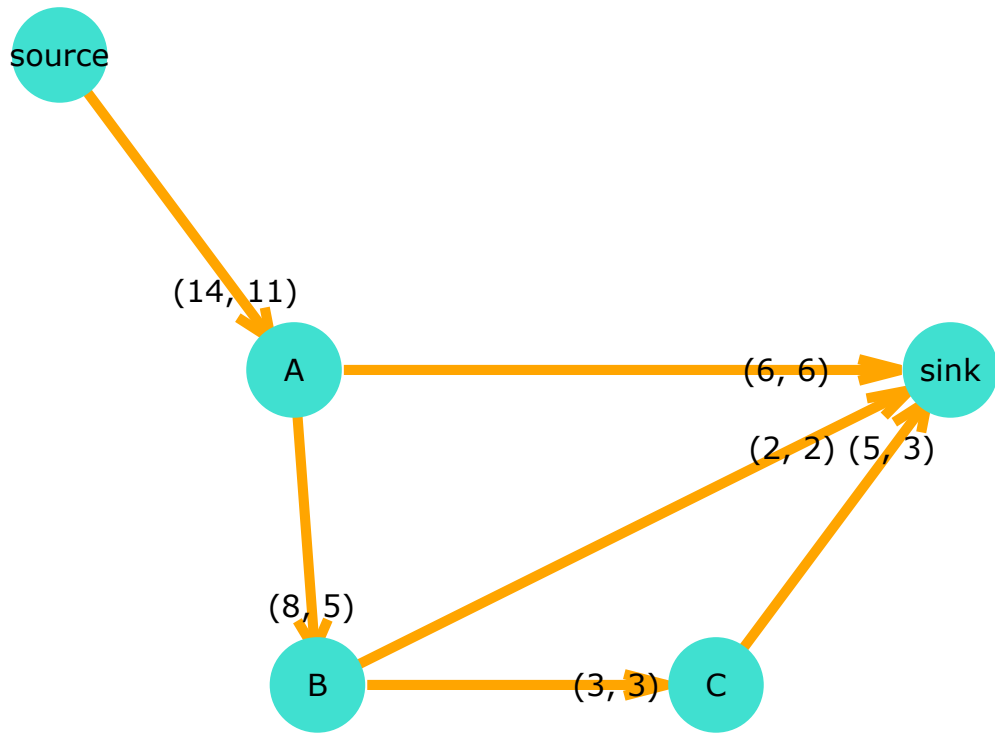 source
(14, 11)
A
(6, 6)
sink
(2, 2)
(5, 3)
(8, 5)
B
(3, 3)
C